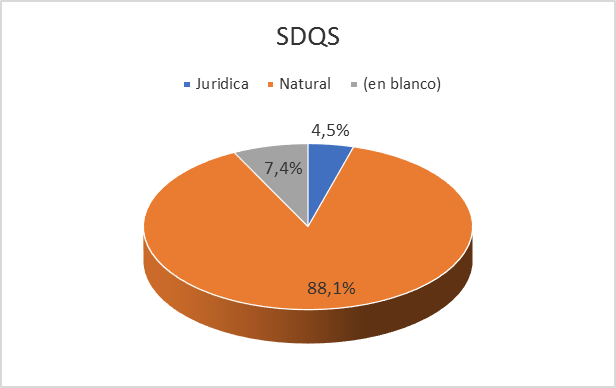 SDQS
Juridica Natural (en blanco)
4,5%
7,4%
88,1%